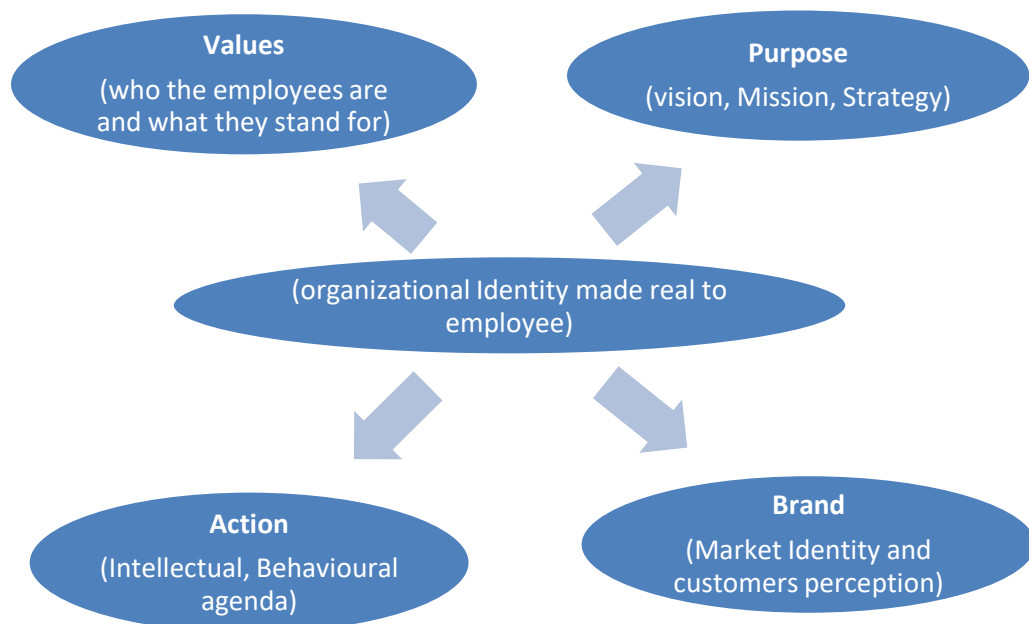 Values
(who the employees are
and what they stand for)
Purpose
(vision, Mission, Strategy)
(organizational Identity made real to
employee)
Action
(Intellectual, Behavioural
agenda)
Brand
(Market Identity and
customers perception)